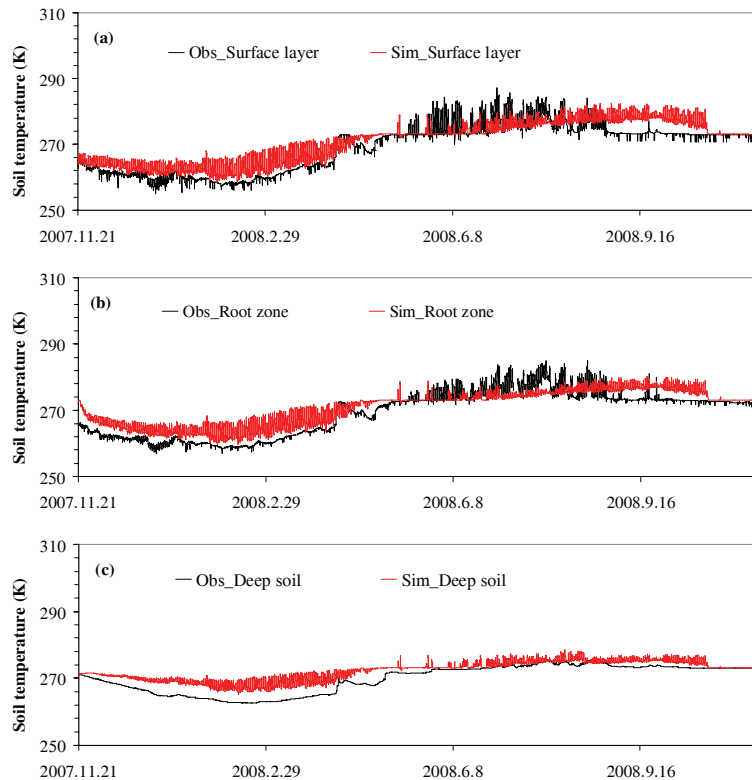 310
(a)
Obs_Surface layer
Sim_Surface layer
290
270
250
Soil temperature (K)
2007.11.21
2008.2.29
2008.6.8
2008.9.16
310
(b)
Obs_Root zone
Sim_Root zone
290
270
250
Soil temperature (K)
2007.11.21
2008.2.29
2008.6.8
2008.9.16
310
(c)
Obs_Deep soil
Sim_Deep soil
290
270
250
Soil temperature (K)
2007.11.21
2008.2.29
2008.6.8
2008.9.16